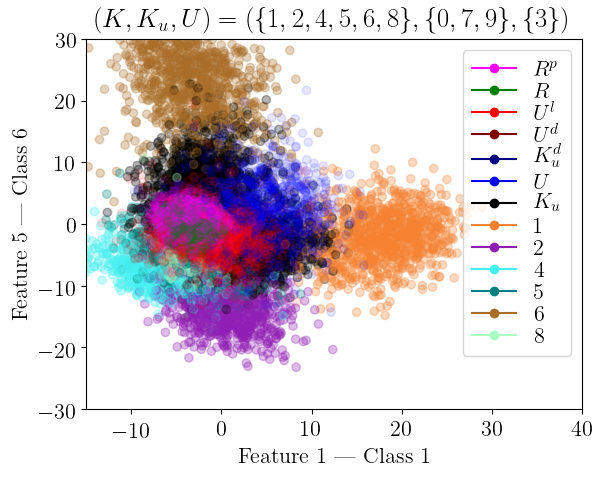 (K, K_u, U) = ({1, 2, 4, 5, 6, 8}, {0, 7, 9}, {3})
30
20
10
0
−10
−20
−30
Feature 5 — Class 6
R^p
R
U^l
U^d
K_u^d
U
K_u
1
2
4
5
6
8
−10
0
10
20
30
40
Feature 1 — Class 1